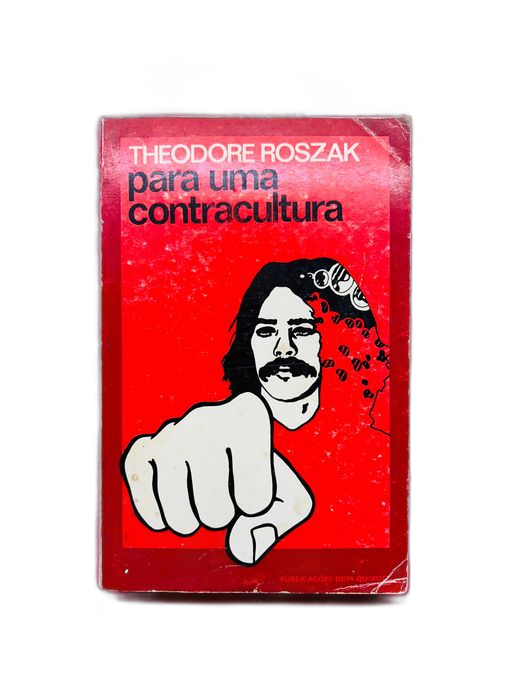 THEODORE ROSZAK
para uma
contracultura
PUBLICAÇÕES DOM QUIXOTE